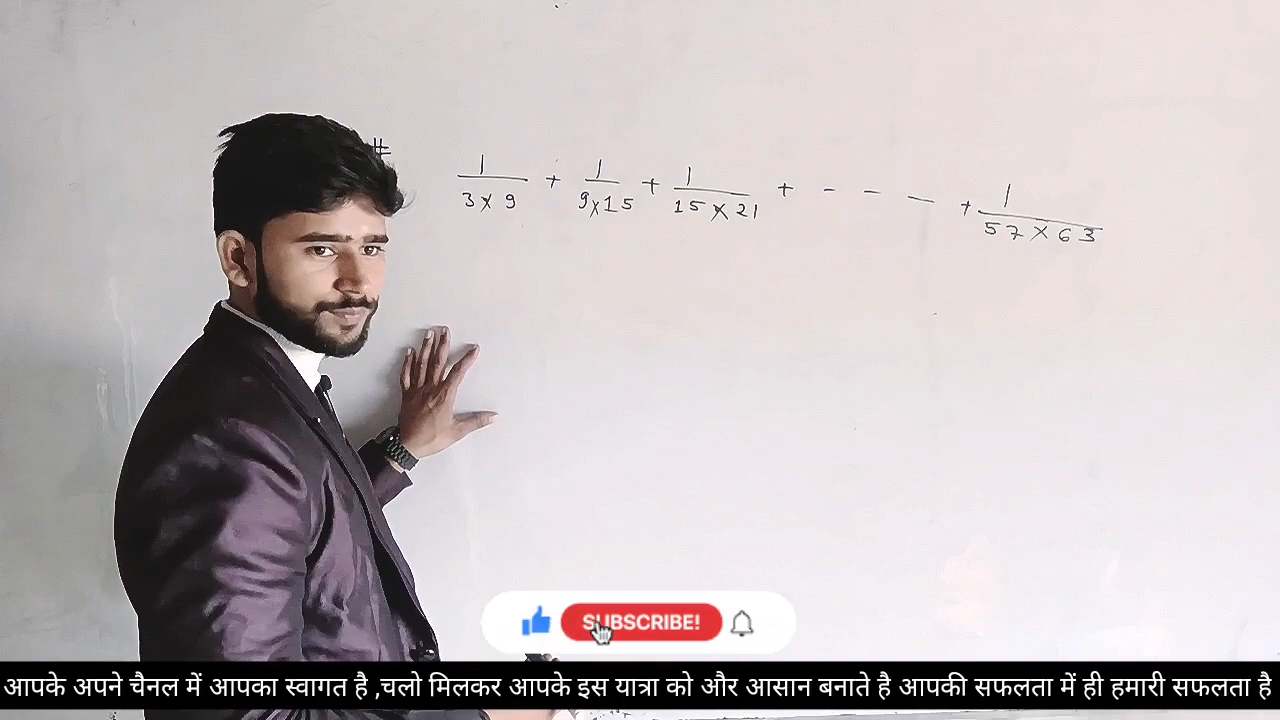 #
1/3×9 + 1/9×15 + 1/15×21 + - - - + 1/57×63
SUBSCRIBE!
आपके अपने चैनल में आपका स्वागत है ,चलो मिलकर आपके इस यात्रा को और आसान बनाते है आपकी सफलता में ही हमारी सफलता है